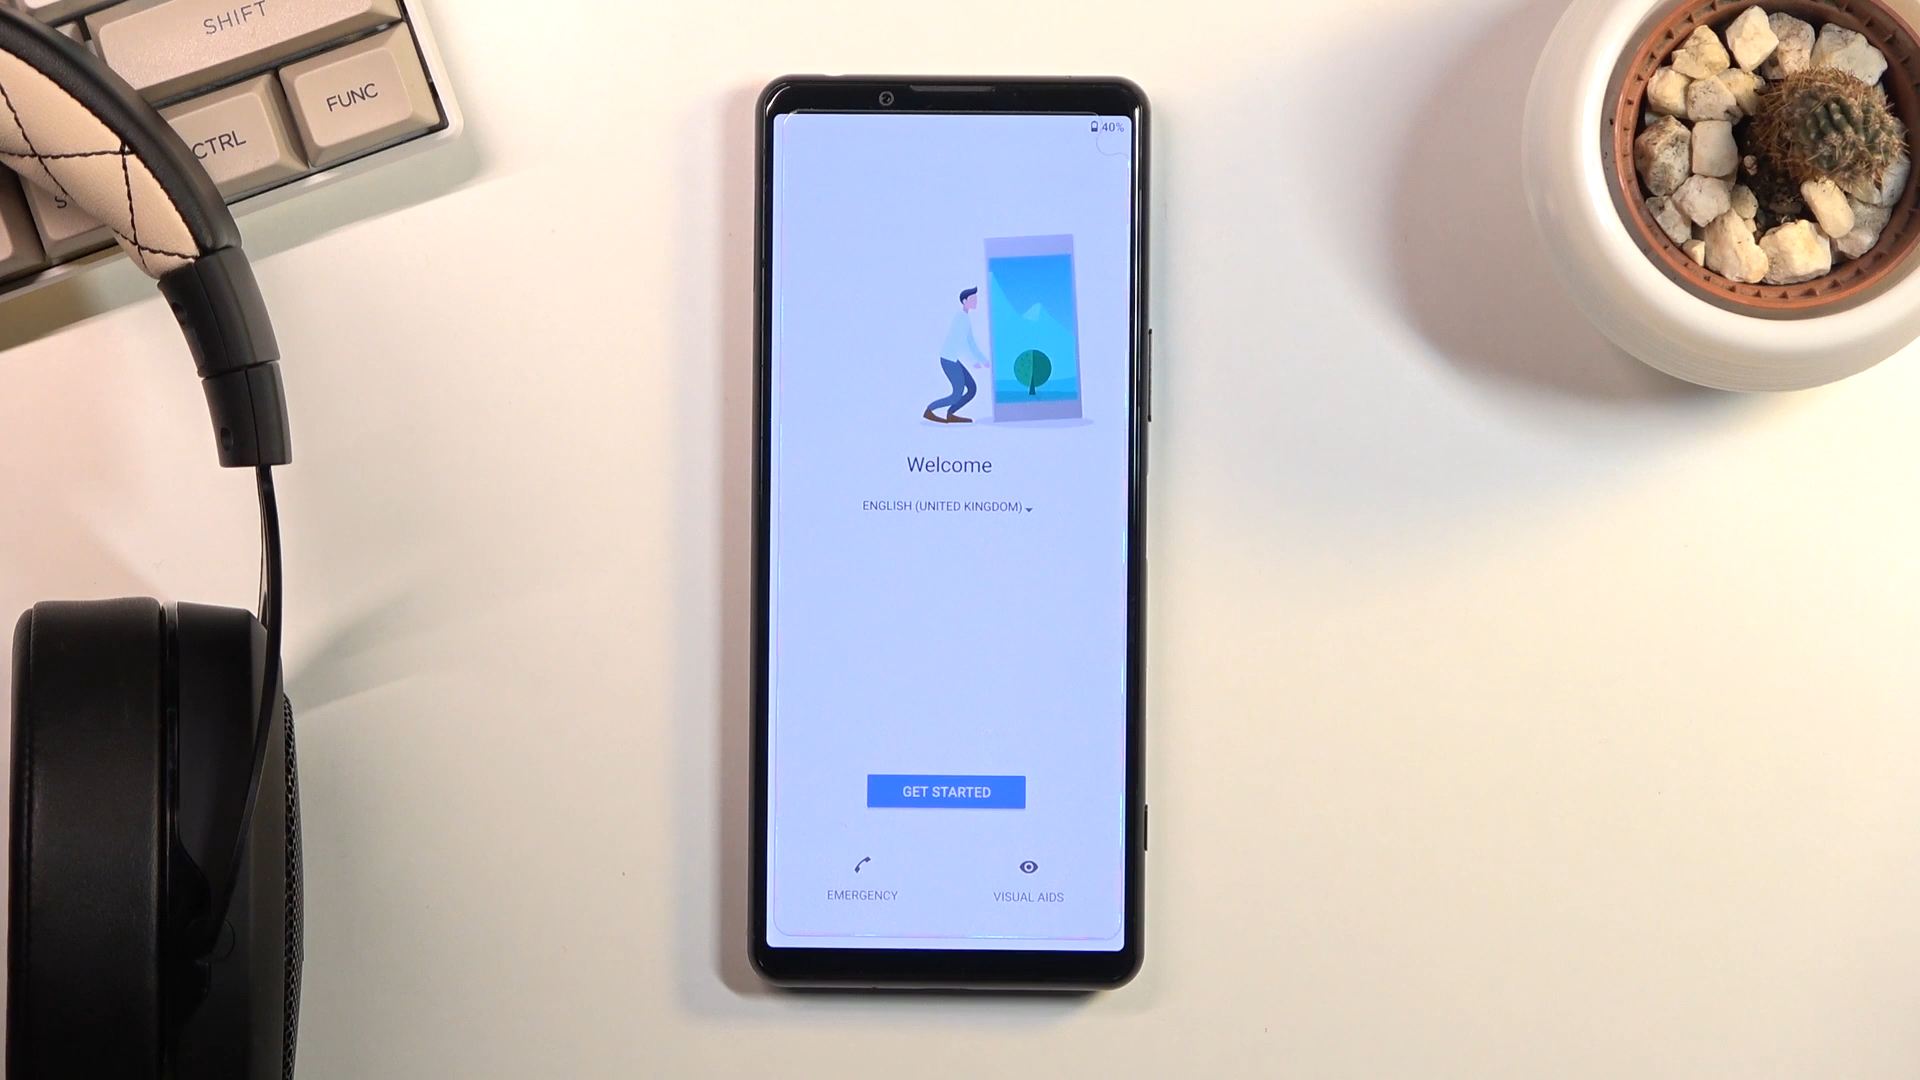 SHIFT
FUNC
CTRL
40%
Welcome
ENGLISH (UNITED KINGDOM)
GET STARTED
EMERGENCY
VISUAL AIDS